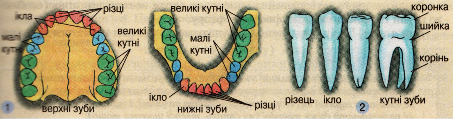 ікла
різці
малі
кутні
великі
кутні
1
верхні зуби
великі кутні
малі
кутні
ікло
різці
нижні зуби
2
коронка
шийка
корінь
різець
ікло
кутні зуби